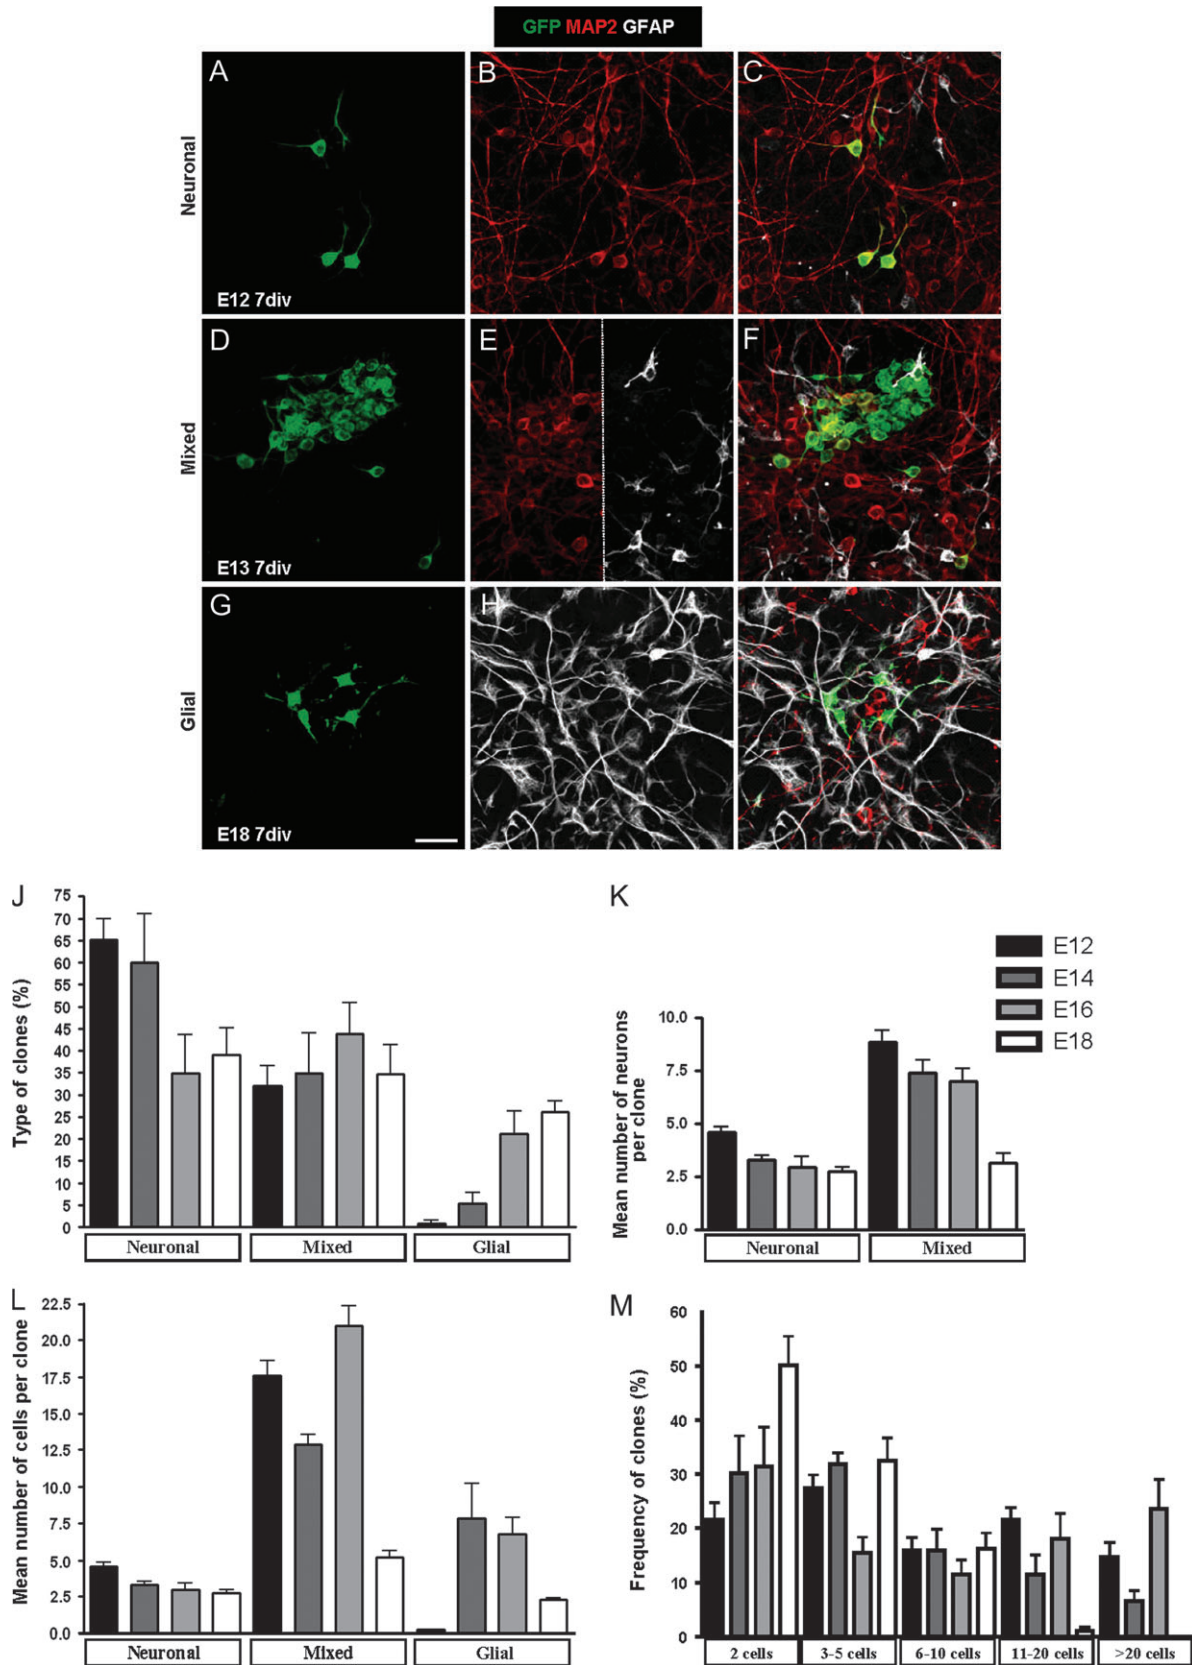 GFP MAP2 GFAP
A
B
C
Neuronal
E12 7div
D
E
F
Mixed
E13 7div
G
H
Glial
E18 7div
J
Type of clones (%)
75
70
65
60
55
50
45
40
35
30
25
20
15
10
5
0
Neuronal
Mixed
Glial
K
E12
E14
E16
E18
Mean number of neurons
per clone
10.0
7.5
5.0
2.5
0.0
Neuronal
Mixed
L
Mean number of cells per clone
22.5
20.0
17.5
15.0
12.5
10.0
7.5
5.0
2.5
0.0
Neuronal
Mixed
Glial
M
Frequency of clones (%)
60
50
40
30
20
10
0
2 cells
3-5 cells
6-10 cells
11-20 cells
>20 cells